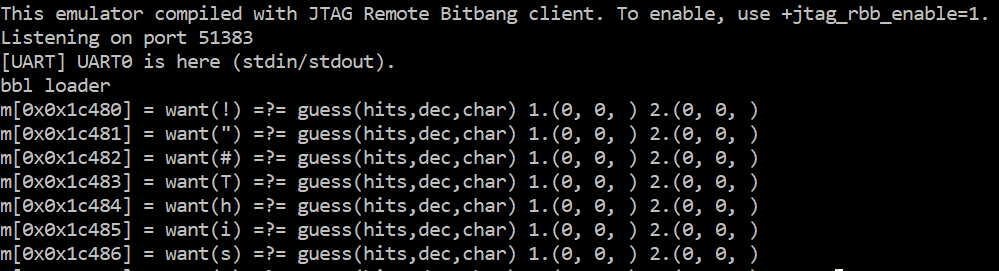 This emulator compiled with JTAG Remote Bitbang client. To enable, use +jtag_rbb_enable=1.
Listening on port 51383
[UART] UART0 is here (stdin/stdout).
bbl loader
m[0x0x1c480] = want(!) =?= guess(hits,dec,char) 1.(0, 0, ) 2.(0, 0, )
m[0x0x1c481] = want(") =?= guess(hits,dec,char) 1.(0, 0, ) 2.(0, 0, )
m[0x0x1c482] = want(#) =?= guess(hits,dec,char) 1.(0, 0, ) 2.(0, 0, )
m[0x0x1c483] = want(T) =?= guess(hits,dec,char) 1.(0, 0, ) 2.(0, 0, )
m[0x0x1c484] = want(h) =?= guess(hits,dec,char) 1.(0, 0, ) 2.(0, 0, )
m[0x0x1c485] = want(i) =?= guess(hits,dec,char) 1.(0, 0, ) 2.(0, 0, )
m[0x0x1c486] = want(s) =?= guess(hits,dec,char) 1.(0, 0, ) 2.(0, 0, )